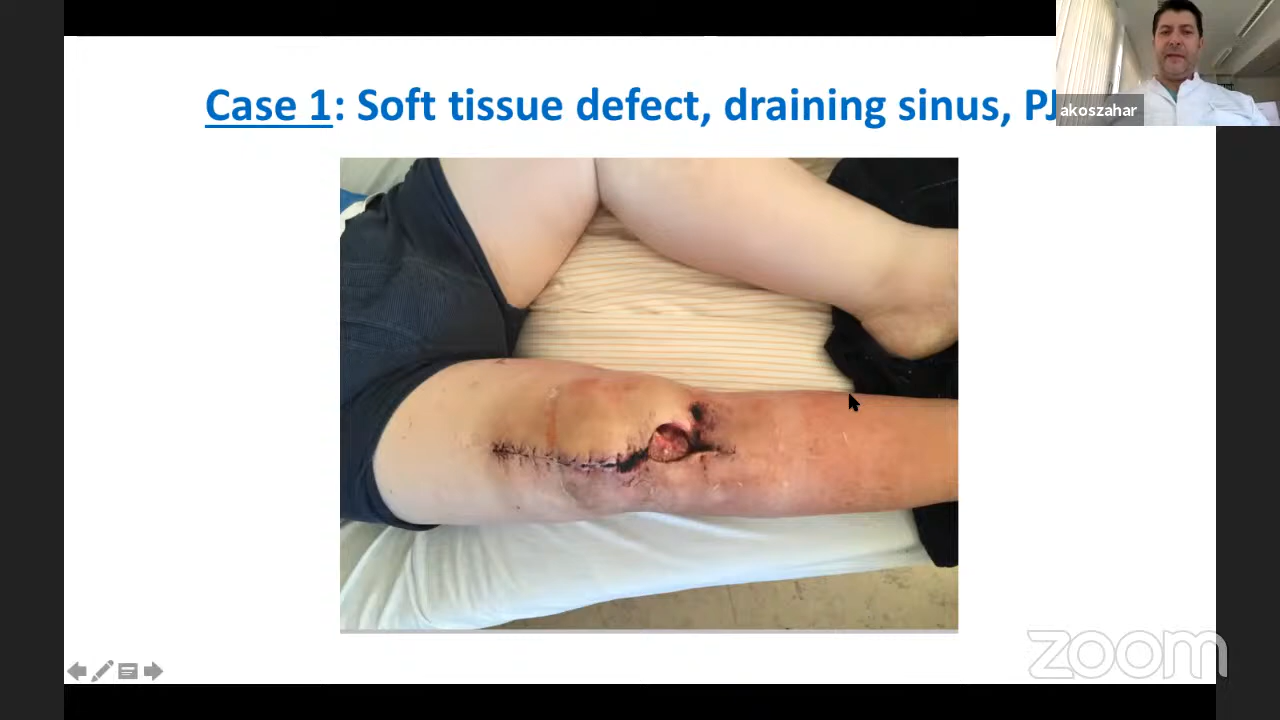 Case 1: Soft tissue defect, draining sinus, PJ
akoszahar
zoom